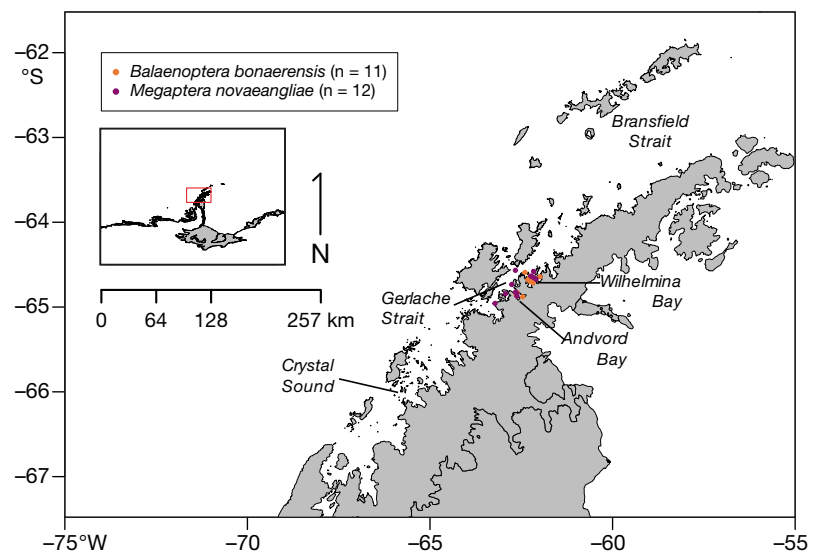 −62
°S
−63
−64
−65
−66
−67
Balaenoptera bonaerensis (n = 11)
Megaptera novaeangliae (n = 12)
N
0 64 128 257 km
Bransfield
Strait
Wilhelmina
Bay
Gerlache
Strait
Andvord
Bay
Crystal
Sound
−75°W −70 −65 −60 −55